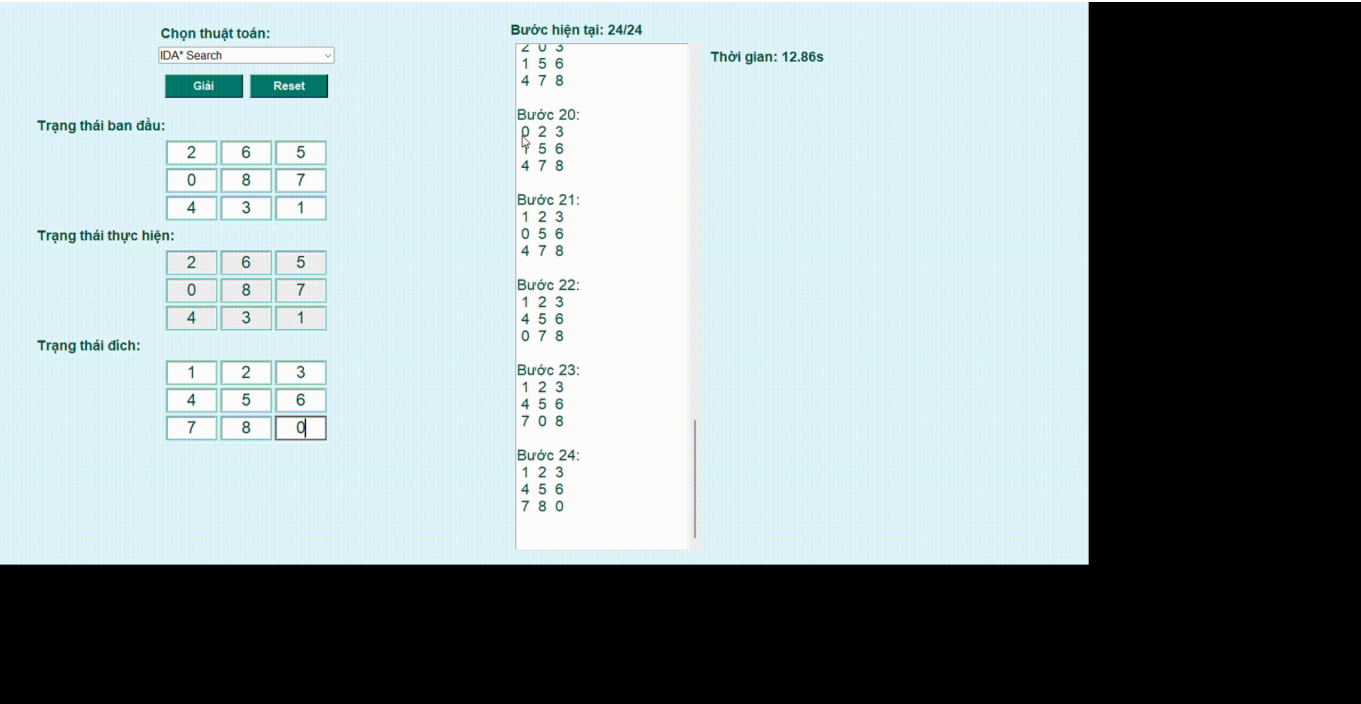 Chọn thuật toán:
IDA* Search
Giải
Reset
Trạng thái ban đầu:
2 6 5
0 8 7
4 3 1
Trạng thái thực hiện:
2 6 5
0 8 7
4 3 1
Trạng thái đích:
1 2 3
4 5 6
7 8 0
Bước hiện tại: 24/24
2 0 3
1 5 6
4 7 8
Bước 20:
0 2 3
1 5 6
4 7 8
Bước 21:
1 2 3
0 5 6
4 7 8
Bước 22:
1 2 3
4 5 6
0 7 8
Bước 23:
1 2 3
4 5 6
7 0 8
Bước 24:
1 2 3
4 5 6
7 8 0
Thời gian: 12.86s